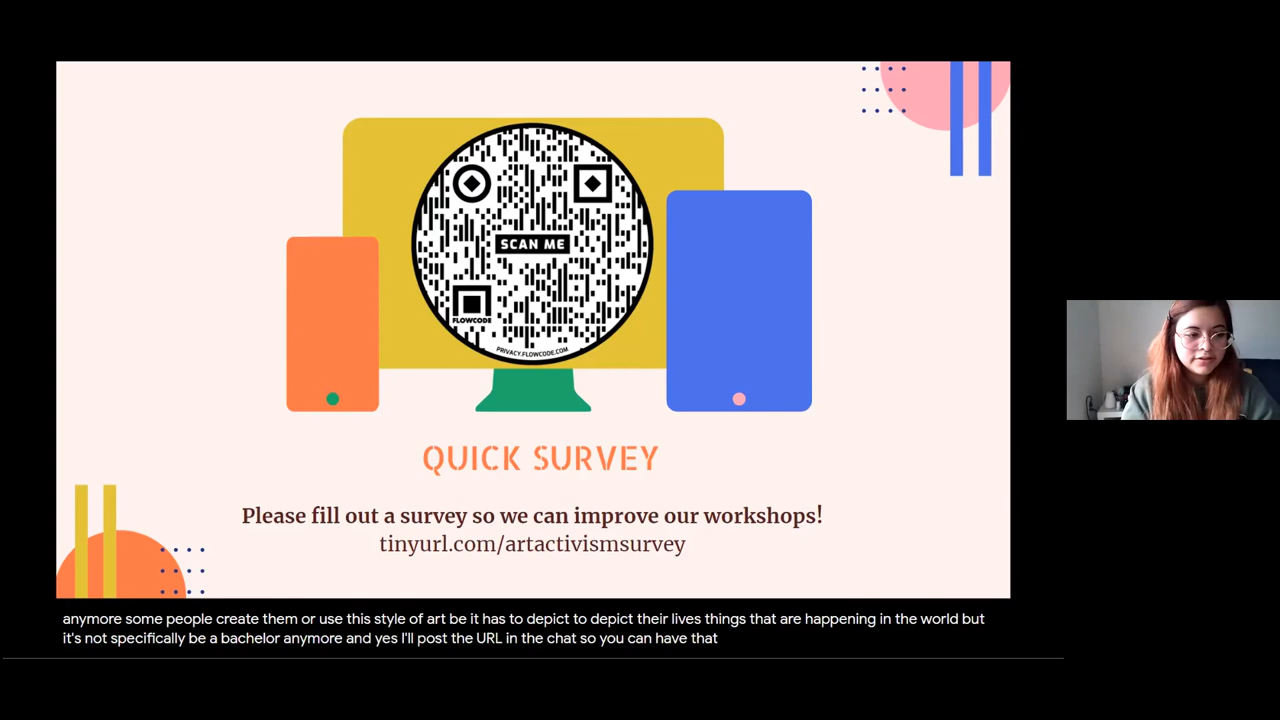 SCAN ME
FLOWCODE
PRIVACY.FLOWCODE.COM
QUICK SURVEY
Please fill out a survey so we can improve our workshops!
tinyurl.com/artactivismsurvey
anymore some people create them or use this style of art be it has to depict to depict their lives things that are happening in the world but
it's not specifically be a bachelor anymore and yes I'll post the URL in the chat so you can have that